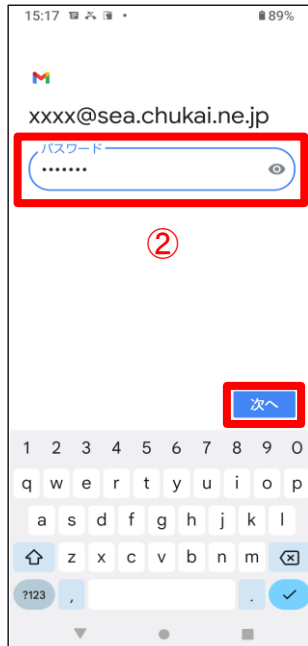 15:17 89%
xxxx@sea.chukai.ne.jp
パスワード
•••••••
②
次へ
1 2 3 4 5 6 7 8 9 0
q w e r t y u i o p
a s d f g h j k l
z x c v b n m
?123 , .